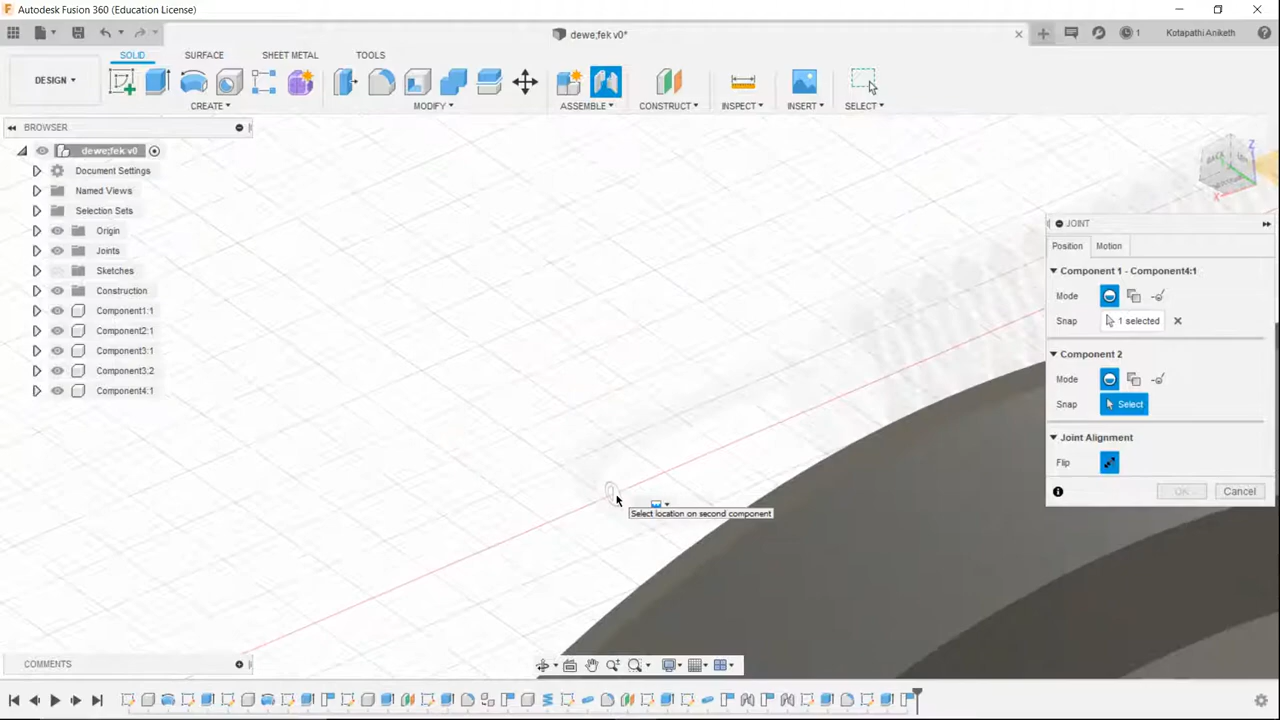 Autodesk Fusion 360 (Education License)
dewe;fek v0*
1
Kotapathi Aniketh
SOLID SURFACE SHEET METAL TOOLS
DESIGN
CREATE MODIFY ASSEMBLE CONSTRUCT INSPECT INSERT SELECT
BROWSER
dewe;fek v0
Document Settings
Named Views
Selection Sets
Origin
Joints
Sketches
Construction
Component1:1
Component2:1
Component3:1
Component3:2
Component4:1
BACK
Z
X
JOINT
Position Motion
Component 1 - Component4:1
Mode
Snap 1 selected
Component 2
Mode
Snap Select
Joint Alignment
Flip
OK Cancel
Select location on second component
COMMENTS